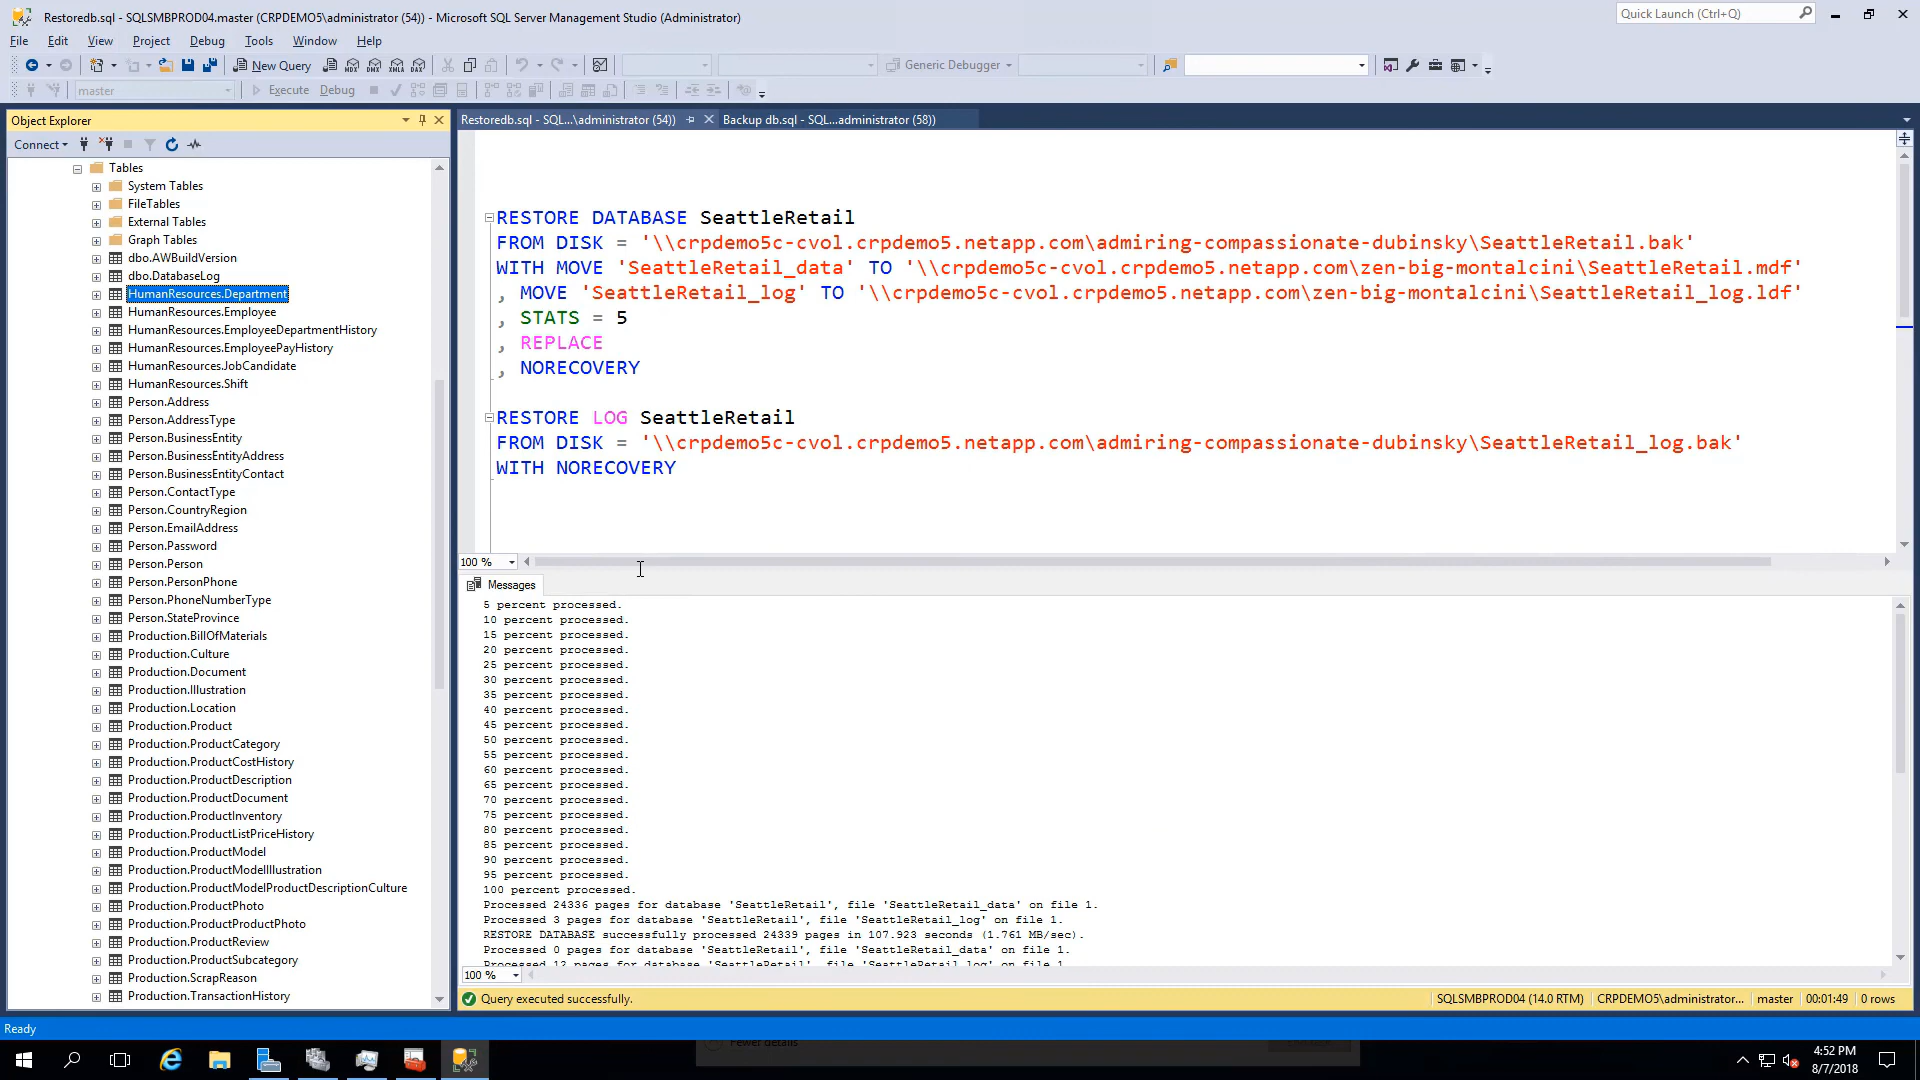 Restoredb.sql - SQLSMBPROD04.master (CRPDEMO5\administrator (54)) - Microsoft SQL Server Management Studio (Administrator)
Quick Launch (Ctrl+Q)
File Edit View Project Debug Tools Window Help
New Query
MDX DMX XMLA DAX
Generic Debugger
master
Execute Debug
Object Explorer
Connect
Tables
System Tables
FileTables
External Tables
Graph Tables
dbo.AWBuildVersion
dbo.DatabaseLog
HumanResources.Department
HumanResources.Employee
HumanResources.EmployeeDepartmentHistory
HumanResources.EmployeePayHistory
HumanResources.JobCandidate
HumanResources.Shift
Person.Address
Person.AddressType
Person.BusinessEntity
Person.BusinessEntityAddress
Person.BusinessEntityContact
Person.ContactType
Person.CountryRegion
Person.EmailAddress
Person.Password
Person.Person
Person.PersonPhone
Person.PhoneNumberType
Person.StateProvince
Production.BillOfMaterials
Production.Culture
Production.Document
Production.Illustration
Production.Location
Production.Product
Production.ProductCategory
Production.ProductCostHistory
Production.ProductDescription
Production.ProductDocument
Production.ProductInventory
Production.ProductListPriceHistory
Production.ProductModel
Production.ProductModelIllustration
Production.ProductModelProductDescriptionCulture
Production.ProductPhoto
Production.ProductProductPhoto
Production.ProductReview
Production.ProductSubcategory
Production.ScrapReason
Production.TransactionHistory
Restoredb.sql - SQL...\administrator (54))
Backup db.sql - SQL...administrator (58))
RESTORE DATABASE SeattleRetail
FROM DISK = '\\crpdemo5c-cvol.crpdemo5.netapp.com\admiring-compassionate-dubinsky\SeattleRetail.bak'
WITH MOVE 'SeattleRetail_data' TO '\\crpdemo5c-cvol.crpdemo5.netapp.com\zen-big-montalcini\SeattleRetail.mdf'
, MOVE 'SeattleRetail_log' TO '\\crpdemo5c-cvol.crpdemo5.netapp.com\zen-big-montalcini\SeattleRetail_log.ldf'
, STATS = 5
, REPLACE
, NORECOVERY
RESTORE LOG SeattleRetail
FROM DISK = '\\crpdemo5c-cvol.crpdemo5.netapp.com\admiring-compassionate-dubinsky\SeattleRetail_log.bak'
WITH NORECOVERY
100 %
Messages
5 percent processed.
10 percent processed.
15 percent processed.
20 percent processed.
25 percent processed.
30 percent processed.
35 percent processed.
40 percent processed.
45 percent processed.
50 percent processed.
55 percent processed.
60 percent processed.
65 percent processed.
70 percent processed.
75 percent processed.
80 percent processed.
85 percent processed.
90 percent processed.
95 percent processed.
100 percent processed.
Processed 24336 pages for database 'SeattleRetail', file 'SeattleRetail_data' on file 1.
Processed 3 pages for database 'SeattleRetail', file 'SeattleRetail_log' on file 1.
RESTORE DATABASE successfully processed 24339 pages in 107.923 seconds (1.761 MB/sec).
Processed 0 pages for database 'SeattleRetail', file 'SeattleRetail_data' on file 1.
Processed 12 pages for database 'SeattleRetail', file 'SeattleRetail_log' on file 1
100 %
Query executed successfully.
SQLSMBPROD04 (14.0 RTM) CRPDEMO5\administrator... master 00:01:49 0 rows
Ready
Fewer details
4:52 PM
8/7/2018